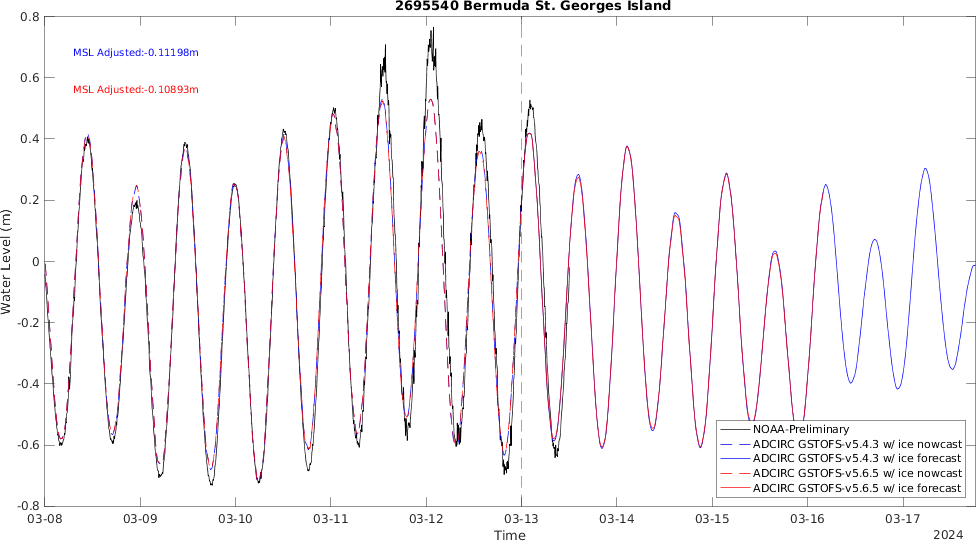 2695540 Bermuda St. Georges Island
MSL Adjusted:-0.11198m
MSL Adjusted:-0.10893m
0.8
0.6
0.4
0.2
0
-0.2
-0.4
-0.6
-0.8
Water Level (m)
NOAA-Preliminary
ADCIRC GSTOFS-v5.4.3 w/ ice nowcast
ADCIRC GSTOFS-v5.4.3 w/ ice forecast
ADCIRC GSTOFS-v5.6.5 w/ ice nowcast
ADCIRC GSTOFS-v5.6.5 w/ ice forecast
03-08 03-09 03-10 03-11 03-12 03-13 03-14 03-15 03-16 03-17
Time
2024